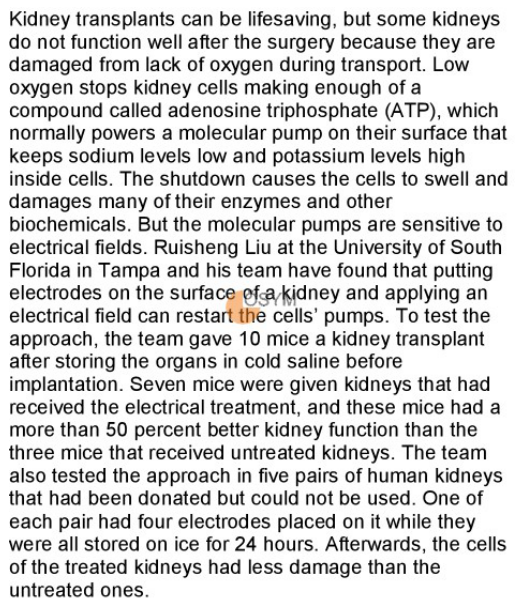 Kidney transplants can be lifesaving, but some kidneys
do not function well after the surgery because they are
damaged from lack of oxygen during transport. Low
oxygen stops kidney cells making enough of a
compound called adenosine triphosphate (ATP), which
normally powers a molecular pump on their surface that
keeps sodium levels low and potassium levels high
inside cells. The shutdown causes the cells to swell and
damages many of their enzymes and other
biochemicals. But the molecular pumps are sensitive to
electrical fields. Ruisheng Liu at the University of South
Florida in Tampa and his team have found that putting
electrodes on the surface of a kidney and applying an
ÖSYM
electrical field can restart the cells' pumps. To test the
approach, the team gave 10 mice a kidney transplant
after storing the organs in cold saline before
implantation. Seven mice were given kidneys that had
received the electrical treatment, and these mice had a
more than 50 percent better kidney function than the
three mice that received untreated kidneys. The team
also tested the approach in five pairs of human kidneys
that had been donated but could not be used. One of
each pair had four electrodes placed on it while they
were all stored on ice for 24 hours. Afterwards, the cells
of the treated kidneys had less damage than the
untreated ones.